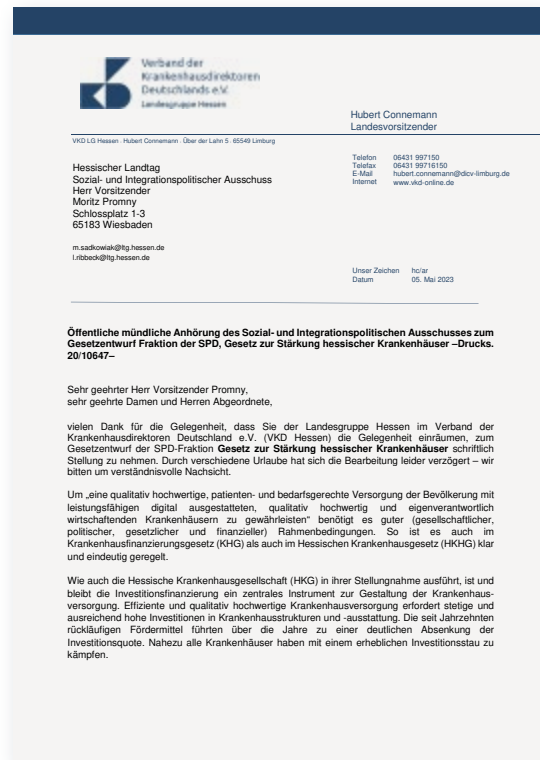 Verband der
Krankenhausdirektoren
Deutschlands e.V.
Landesgruppe Hessen
Hubert Connemann
Landesvorsitzender
VKD LG Hessen · Hubert Connemann · Über der Lahn 5 · 65549 Limburg
Telefon 06431 997150
Telefax 06431 99716150
E-Mail hubert.connemann@dicv-limburg.de
Internet www.vkd-online.de
Hessischer Landtag
Sozial- und Integrationspolitischer Ausschuss
Herr Vorsitzender
Moritz Promny
Schlossplatz 1-3
65183 Wiesbaden
m.sadkowiak@ltg.hessen.de
l.ribbeck@ltg.hessen.de
Unser Zeichen hc/ar
Datum 05. Mai 2023
Öffentliche mündliche Anhörung des Sozial- und Integrationspolitischen Ausschusses zum
Gesetzentwurf Fraktion der SPD, Gesetz zur Stärkung hessischer Krankenhäuser –Drucks.
20/10647–
Sehr geehrter Herr Vorsitzender Promny,
sehr geehrte Damen und Herren Abgeordnete,
vielen Dank für die Gelegenheit, dass Sie der Landesgruppe Hessen im Verband der
Krankenhausdirektoren Deutschland e.V. (VKD Hessen) die Gelegenheit einräumen, zum
Gesetzentwurf der SPD-Fraktion Gesetz zur Stärkung hessischer Krankenhäuser schriftlich
Stellung zu nehmen. Durch verschiedene Urlaube hat sich die Bearbeitung leider verzögert – wir
bitten um verständnisvolle Nachsicht.
Um „eine qualitativ hochwertige, patienten- und bedarfsgerechte Versorgung der Bevölkerung mit
leistungsfähigen digital ausgestatteten, qualitativ hochwertig und eigenverantwortlich
wirtschaftenden Krankenhäusern zu gewährleisten“ benötigt es guter (gesellschaftlicher,
politischer, gesetzlicher und finanzieller) Rahmenbedingungen. So ist es auch im
Krankenhausfinanzierungsgesetz (KHG) als auch im Hessischen Krankenhausgesetz (HKHG) klar
und eindeutig geregelt.
Wie auch die Hessische Krankenhausgesellschaft (HKG) in ihrer Stellungnahme ausführt, ist und
bleibt die Investitionsfinanzierung ein zentrales Instrument zur Gestaltung der Krankenhaus-
versorgung. Effiziente und qualitativ hochwertige Krankenhausversorgung erfordert stetige und
ausreichend hohe Investitionen in Krankenhausstrukturen und -ausstattung. Die seit Jahrzehnten
rückläufigen Fördermittel führten über die Jahre zu einer deutlichen Absenkung der
Investitionsquote. Nahezu alle Krankenhäuser haben mit einem erheblichen Investitionsstau zu
kämpfen.